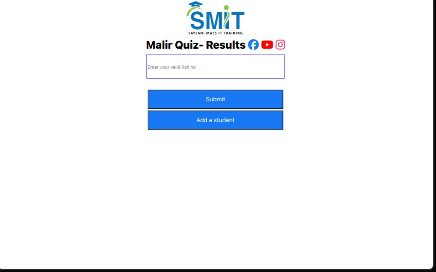 SMIT
SAYLANI MASS IT TRAINING
Malir Quiz- Results
Enter your valid Roll no.
Submit
Add a student